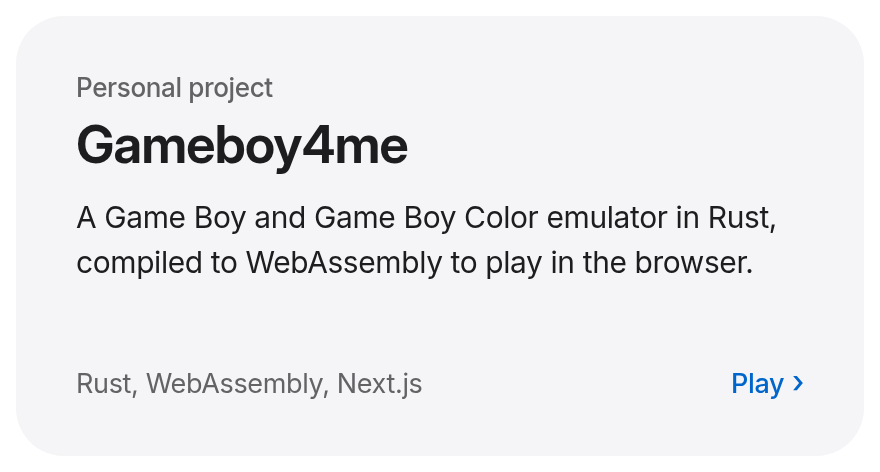 Personal project
Gameboy4me
A Game Boy and Game Boy Color emulator in Rust,
compiled to WebAssembly to play in the browser.
Rust, WebAssembly, Next.js
Play ›